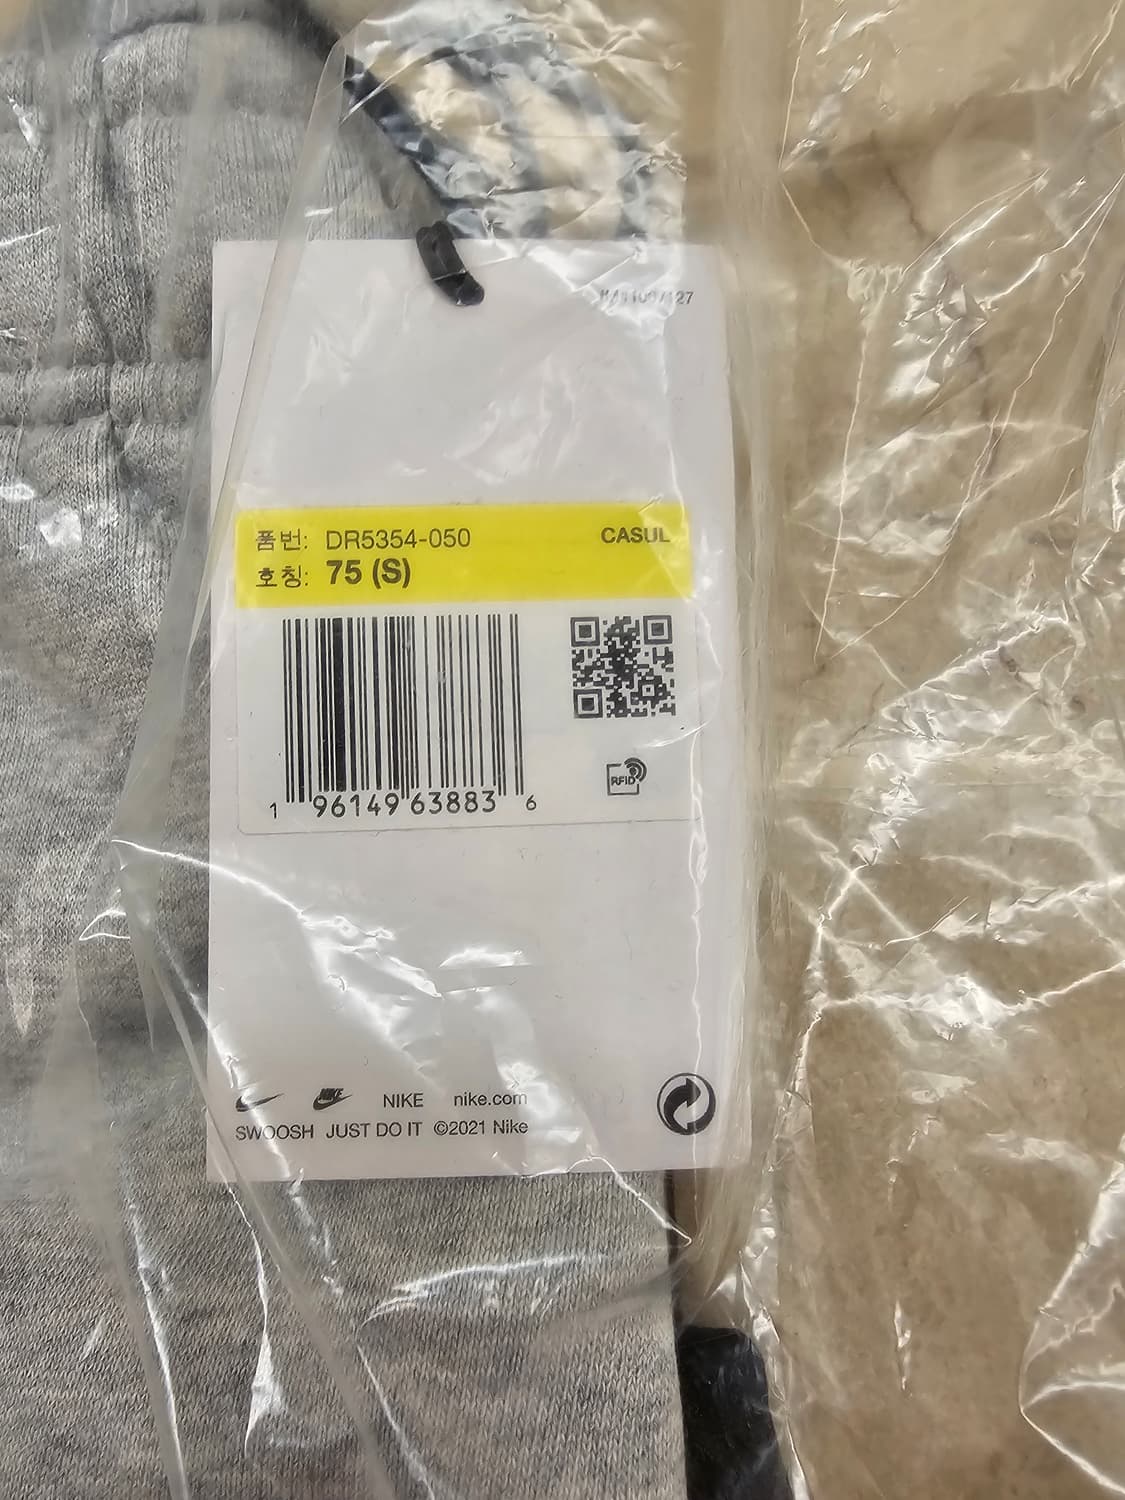 품번: DR5354-050 CASUL
호칭: 75 (S)
1 96149 63883 6
RFID
NIKE nike.com
SWOOSH JUST DO IT ©2021 Nike